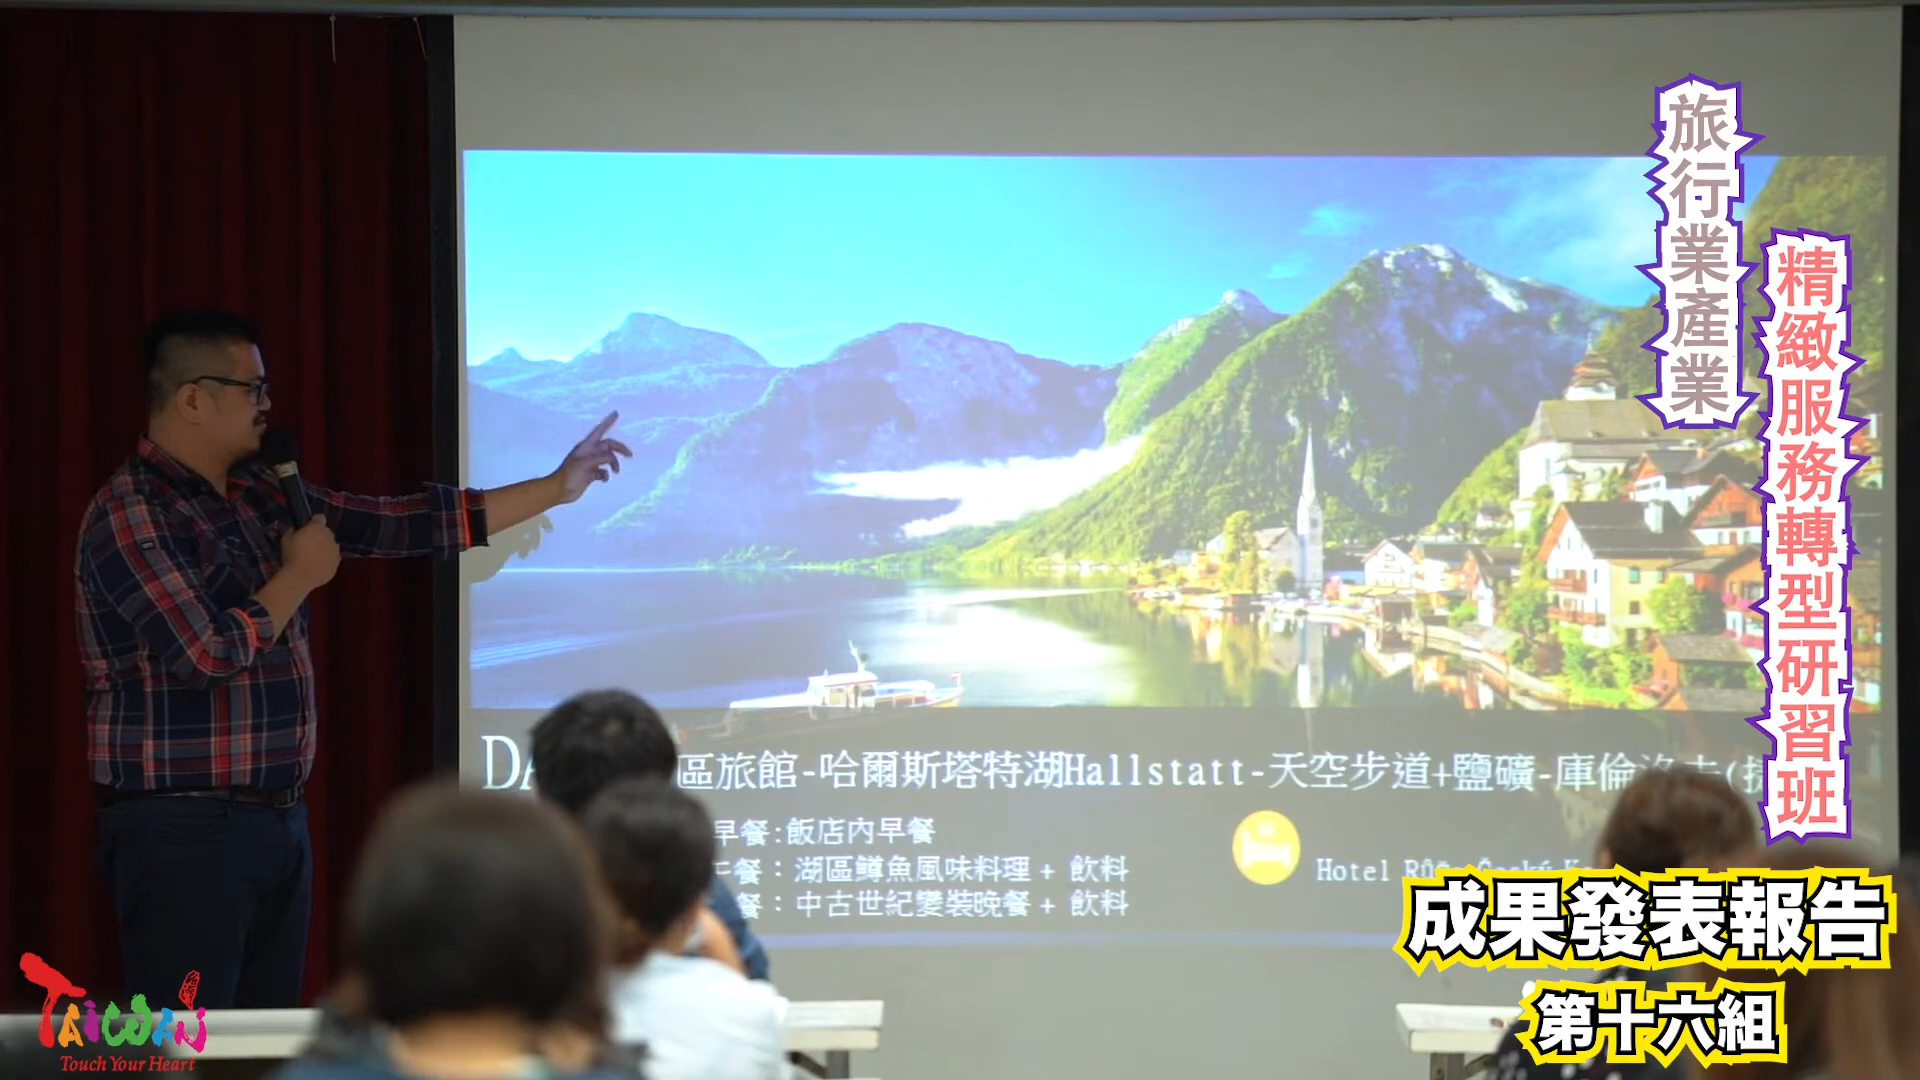 旅行業產業
精緻服務轉型研習班
區旅館-哈爾斯塔特湖Hallstatt-天空步道+鹽礦-庫倫
早餐:飯店內早餐
餐：湖區鱒魚風味料理 + 飲料
餐：中古世紀變裝晚餐 + 飲料
Hotel
成果發表報告
第十六組
TAIWAN
Touch Your Heart